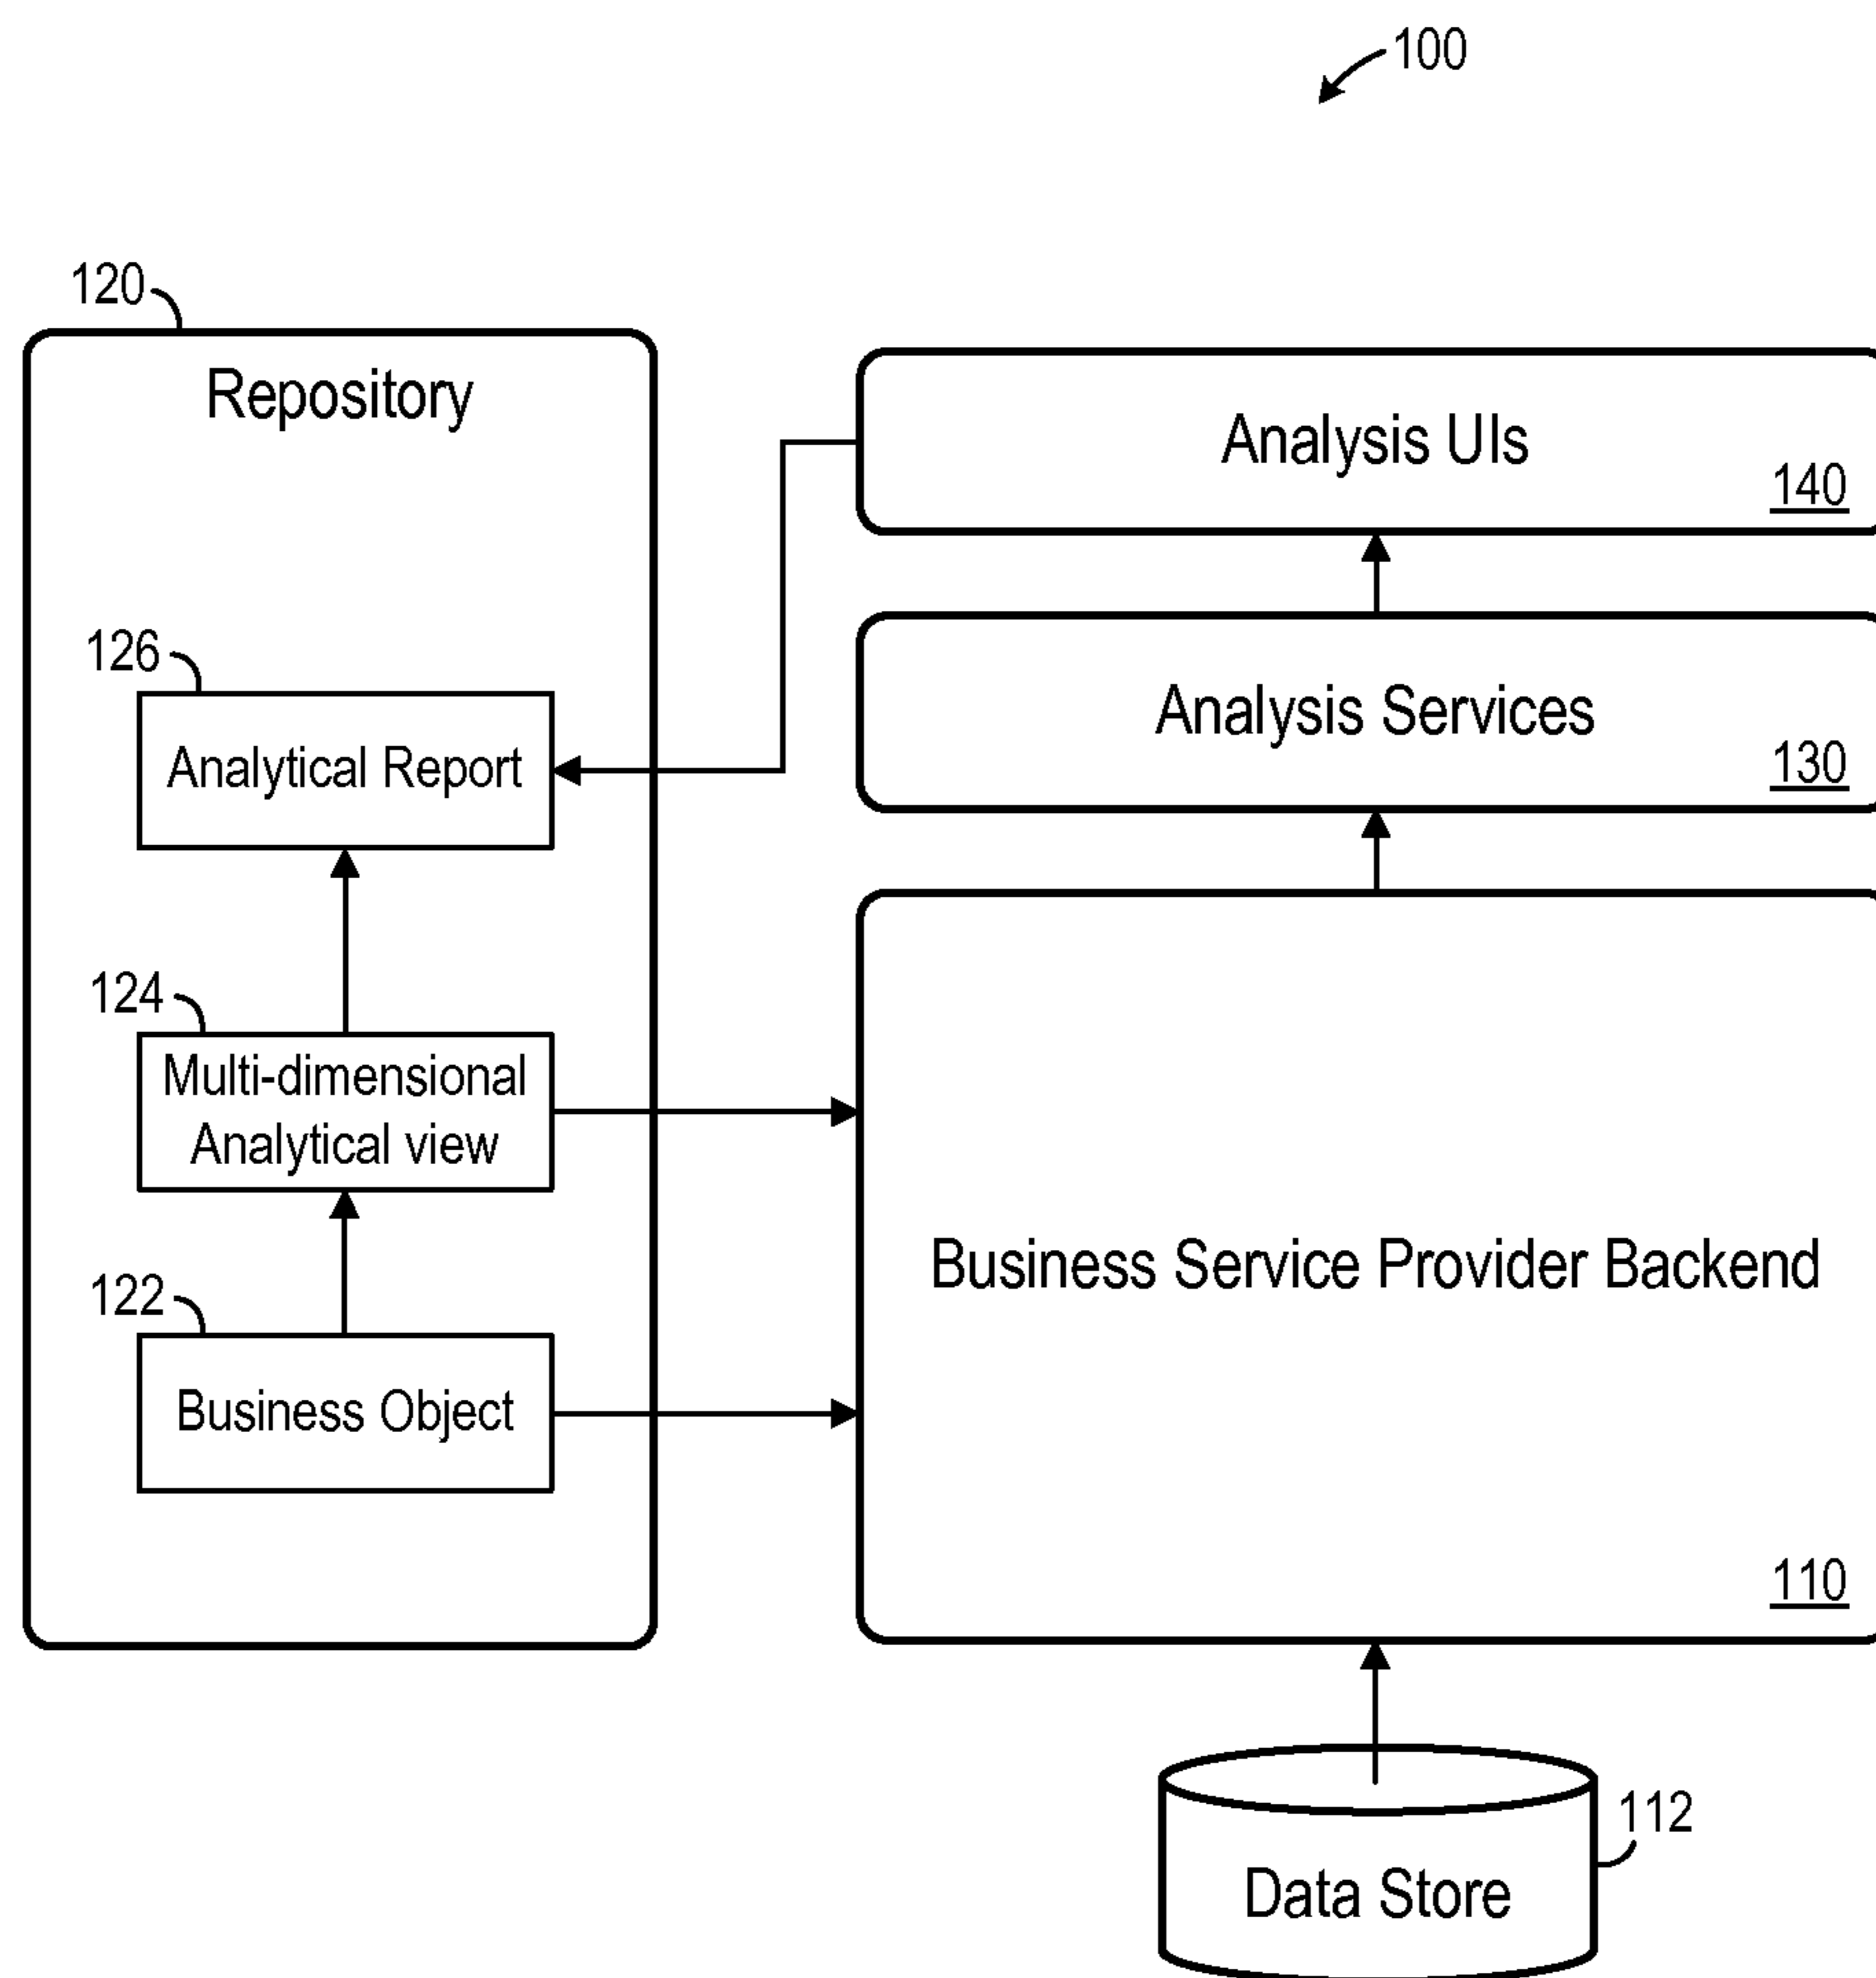 100
120
Repository
Analysis UIs
140
126
Analytical Report
Analysis Services
130
124
Multi-dimensional
Analytical view
122
Business Object
Business Service Provider Backend
110
112
Data Store